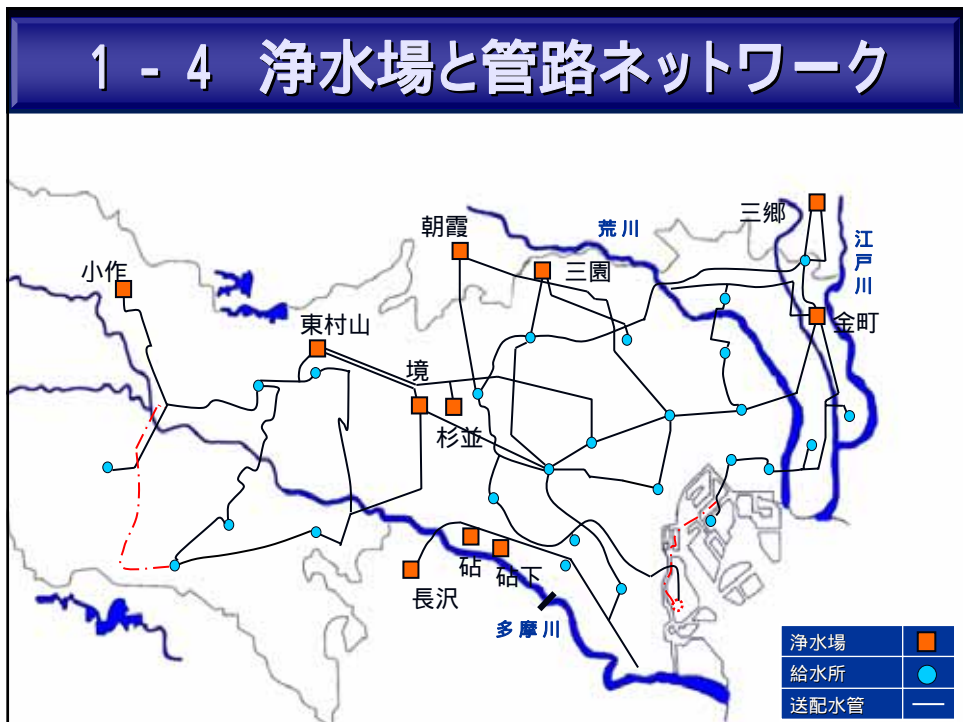 1 - 4 浄水場と管路ネットワーク
三郷
朝霞
荒川
江戸川
小作
三園
東村山
金町
境
杉並
砧
砧下
長沢
多摩川
浄水場
給水所
送配水管